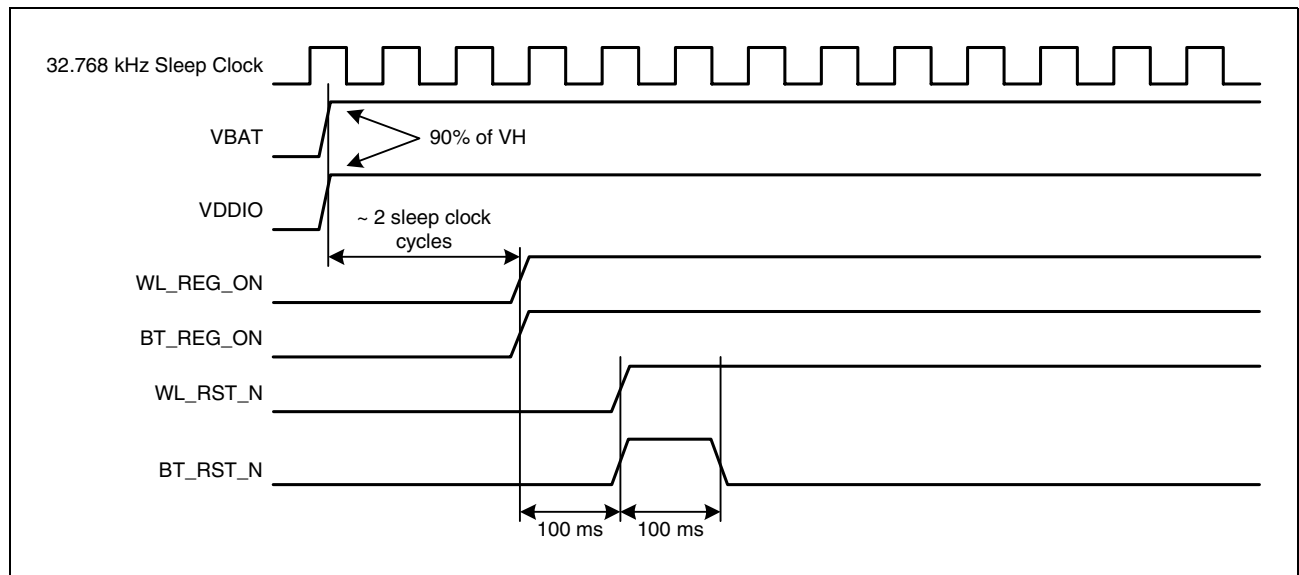 32.768 kHz Sleep Clock
VBAT
90% of VH
VDDIO
~ 2 sleep clock
cycles
WL_REG_ON
BT_REG_ON
WL_RST_N
BT_RST_N
100 ms
100 ms